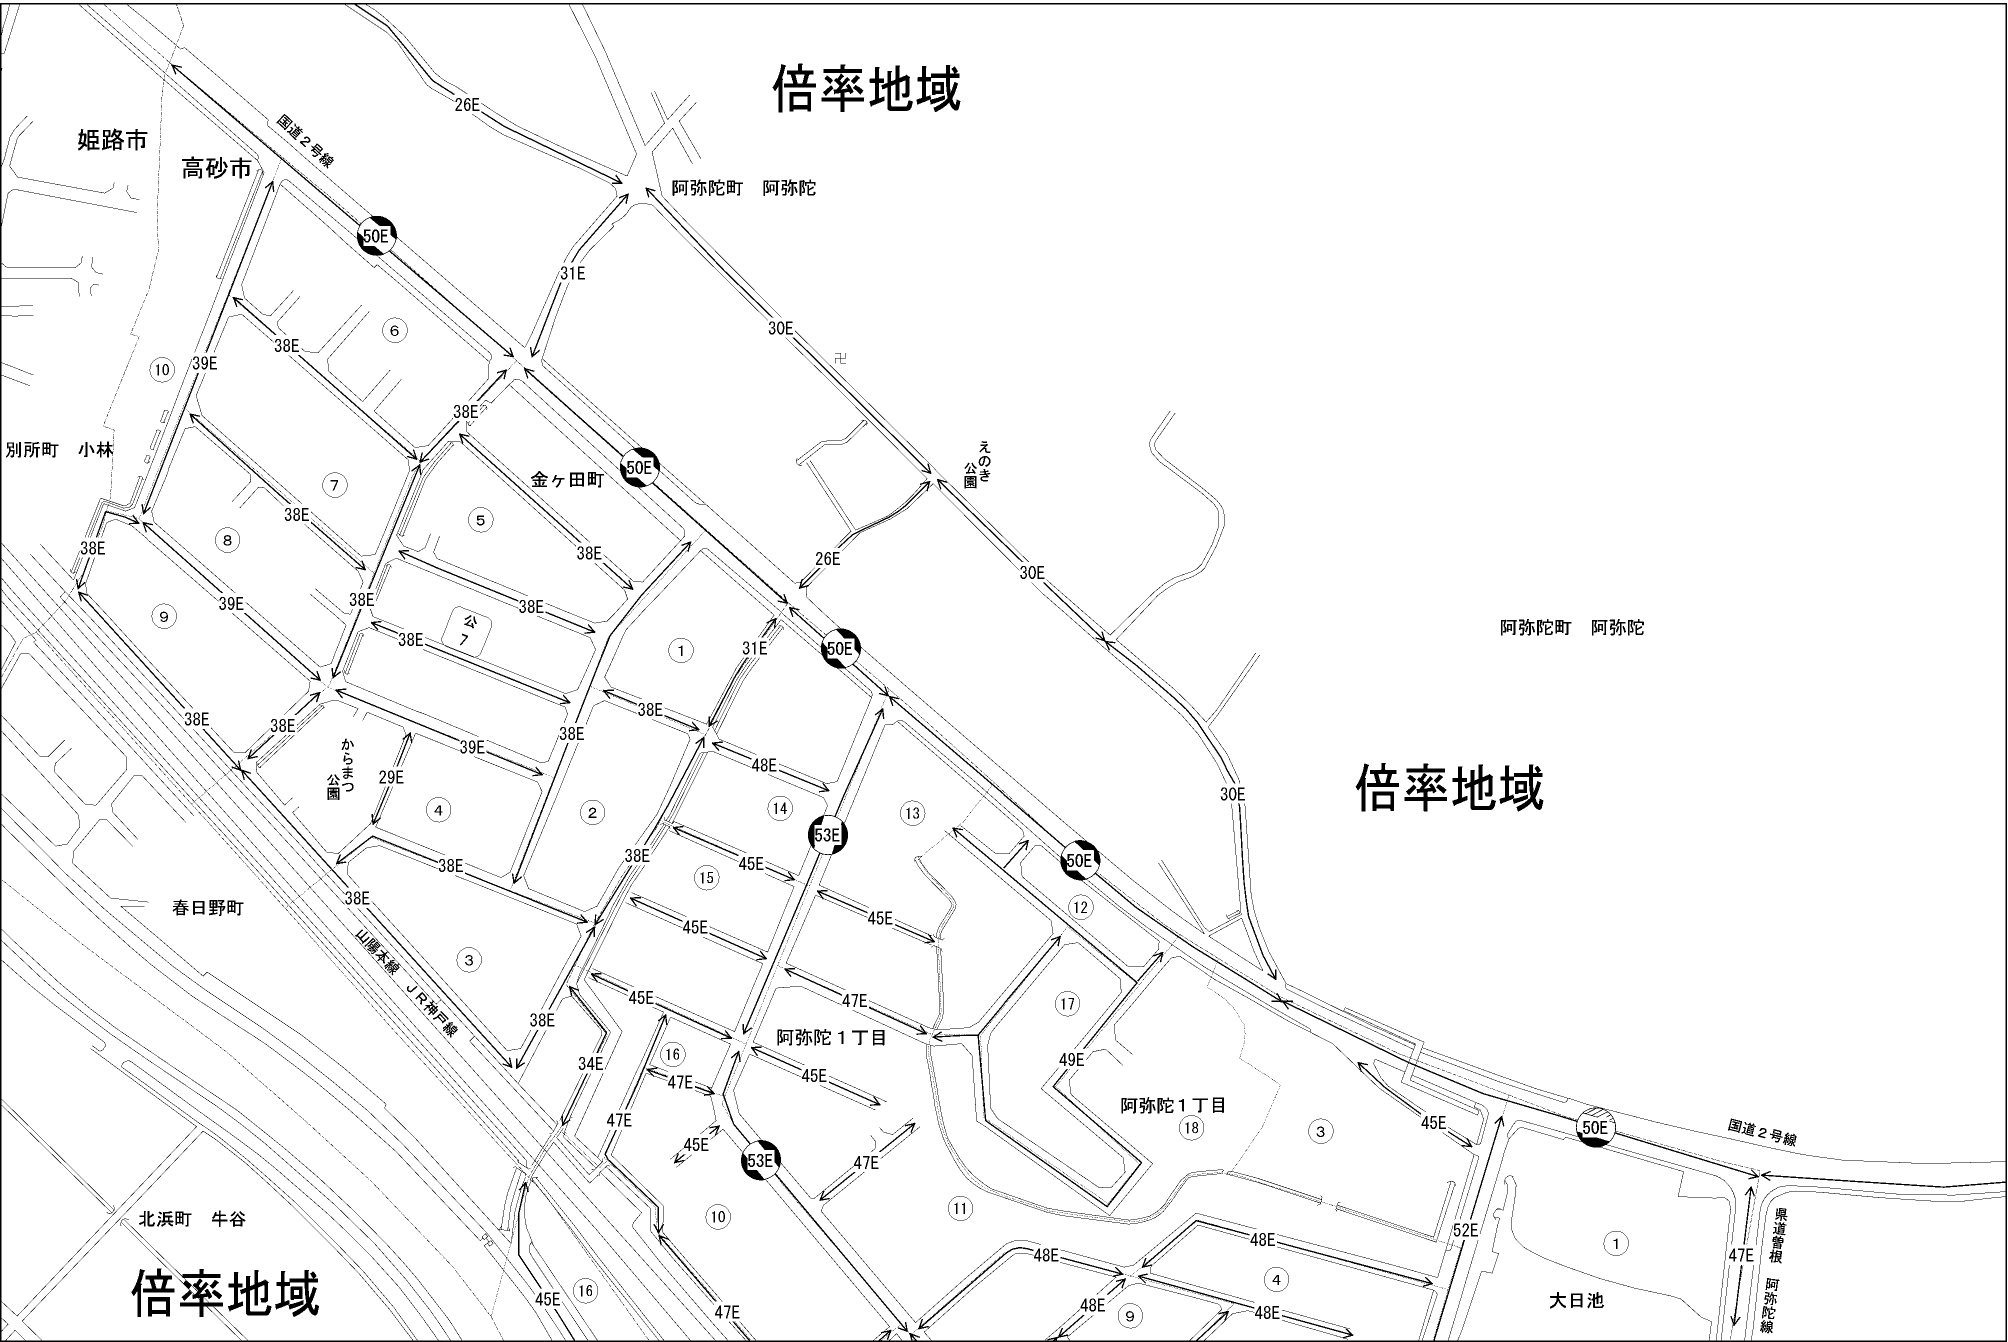 倍率地域
26E
国道2号線
姫路市
高砂市
阿弥陀町 阿弥陀
50E
31E
30E
卍
6
38E
39E
10
38E
別所町 小林
えのき
公園
金ヶ田町
50E
7
5
38E
38E
38E
8
26E
30E
39E
38E
38E
9
公
7
38E
阿弥陀町 阿弥陀
1
31E
50E
38E
38E
38E
38E
39E
からまつ
公園
29E
48E
倍率地域
30E
4
2
14
13
53E
38E
38E
45E
50E
38E
15
春日野町
12
45E
45E
3
山陽本線 JR神戸線
45E
47E
17
38E
阿弥陀1丁目
34E
16
49E
47E
45E
阿弥陀1丁目
18
3
45E
47E
50E
国道2号線
45E
53E
47E
北浜町 牛谷
10
11
52E
県道曽根 阿弥陀線
48E
48E
1
47E
倍率地域
16
45E
4
大日池
47E
48E
9
48E